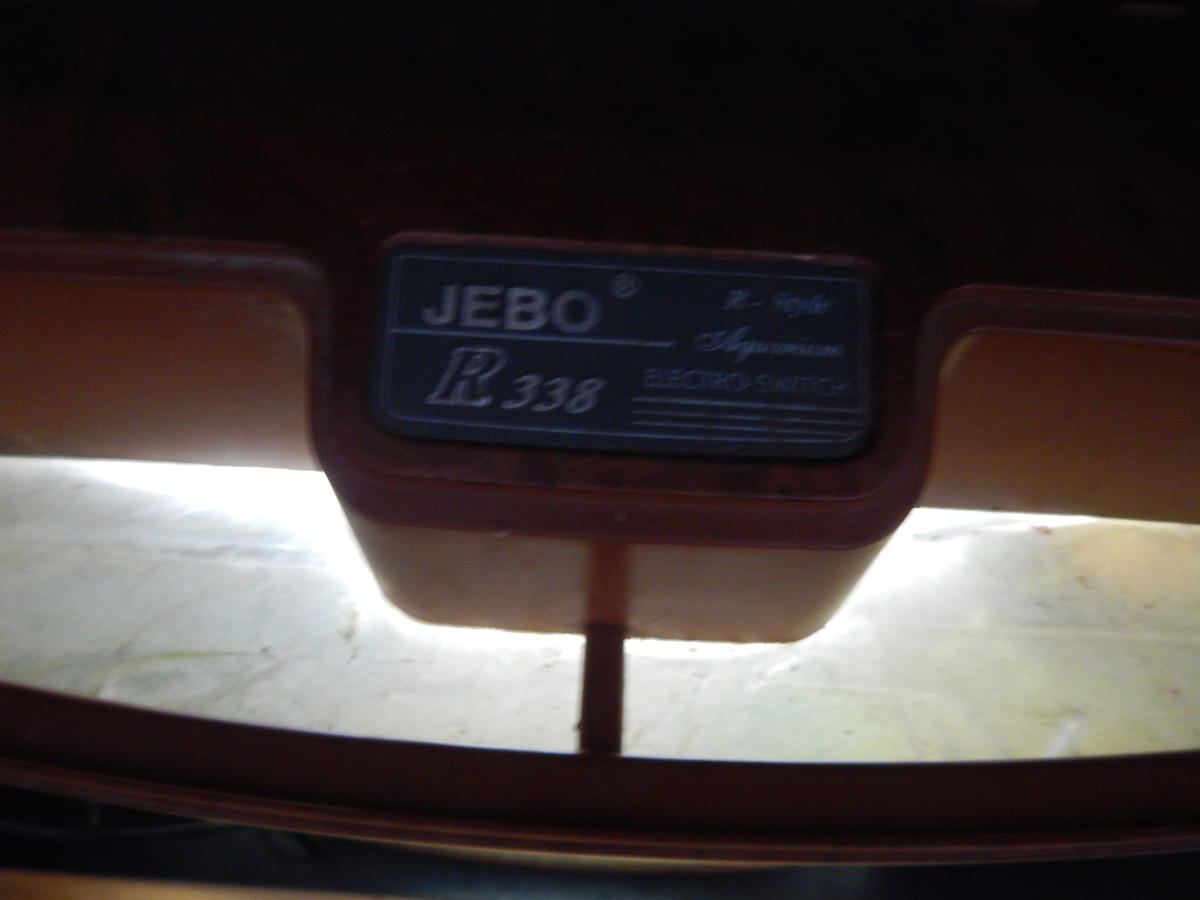 JEBO®
R 338
R - Style
Aquarium
ELECTRO-SWITCH